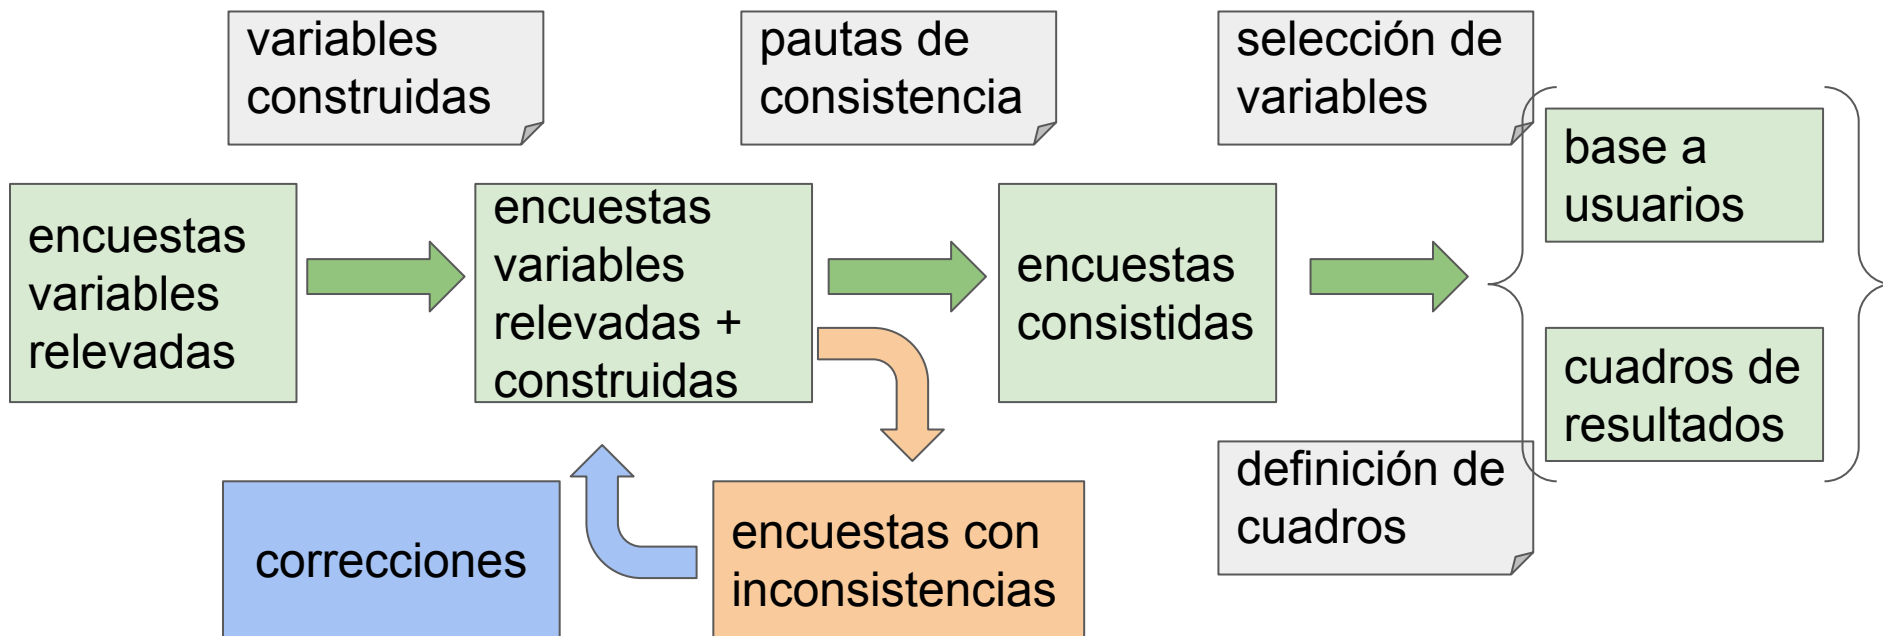 variables
construidas
pautas de
consistencia
selección de
variables
encuestas
variables
relevadas
encuestas
variables
relevadas +
construidas
encuestas
consistidas
base a
usuarios
cuadros de
resultados
correcciones
encuestas con
inconsistencias
definición de
cuadros